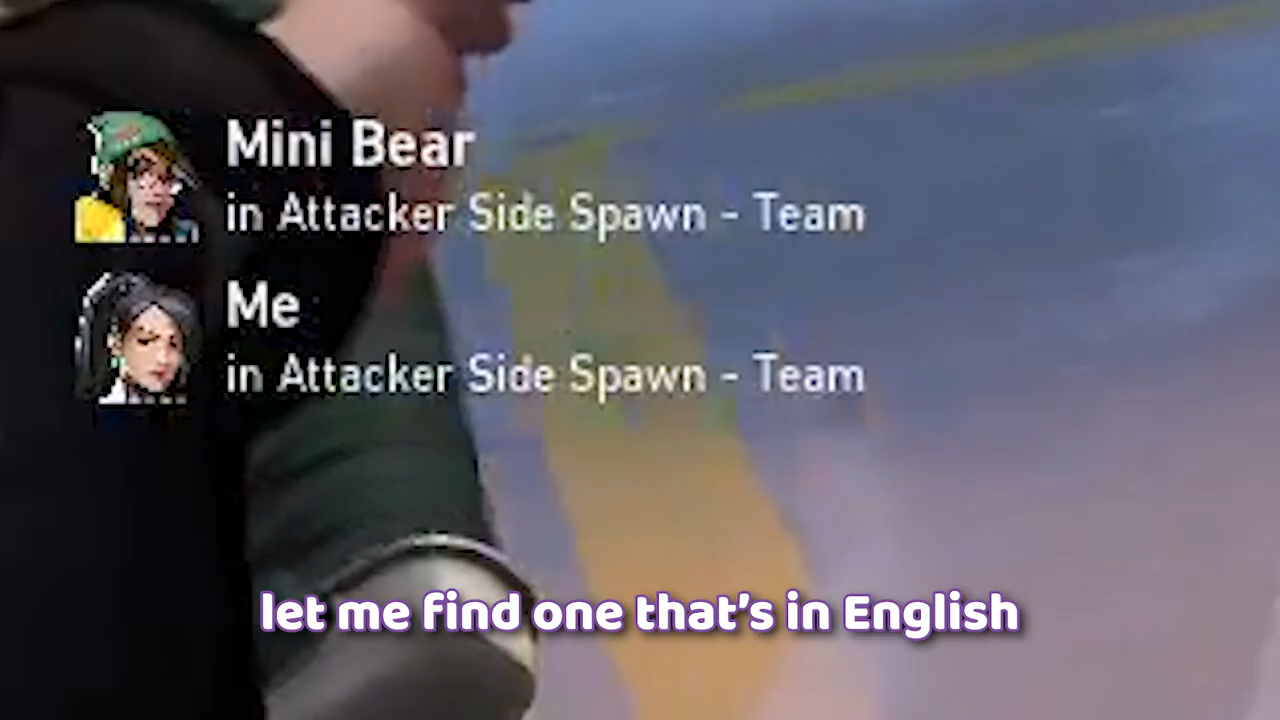 Mini Bear
in Attacker Side Spawn - Team
Me
in Attacker Side Spawn - Team
let me find one that's in English